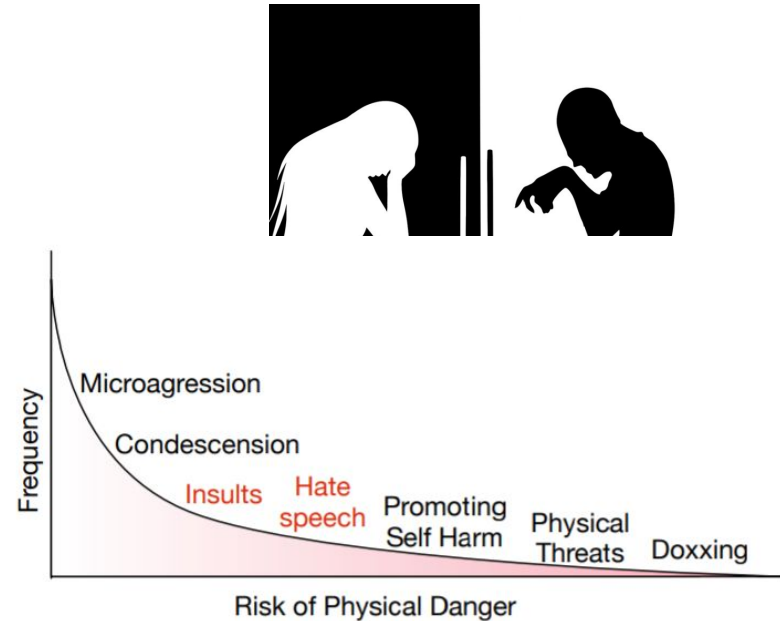 Microagression
Condescension
Insults
Hate
speech
Promoting
Self Harm
Physical
Threats
Doxxing
Frequency
Risk of Physical Danger